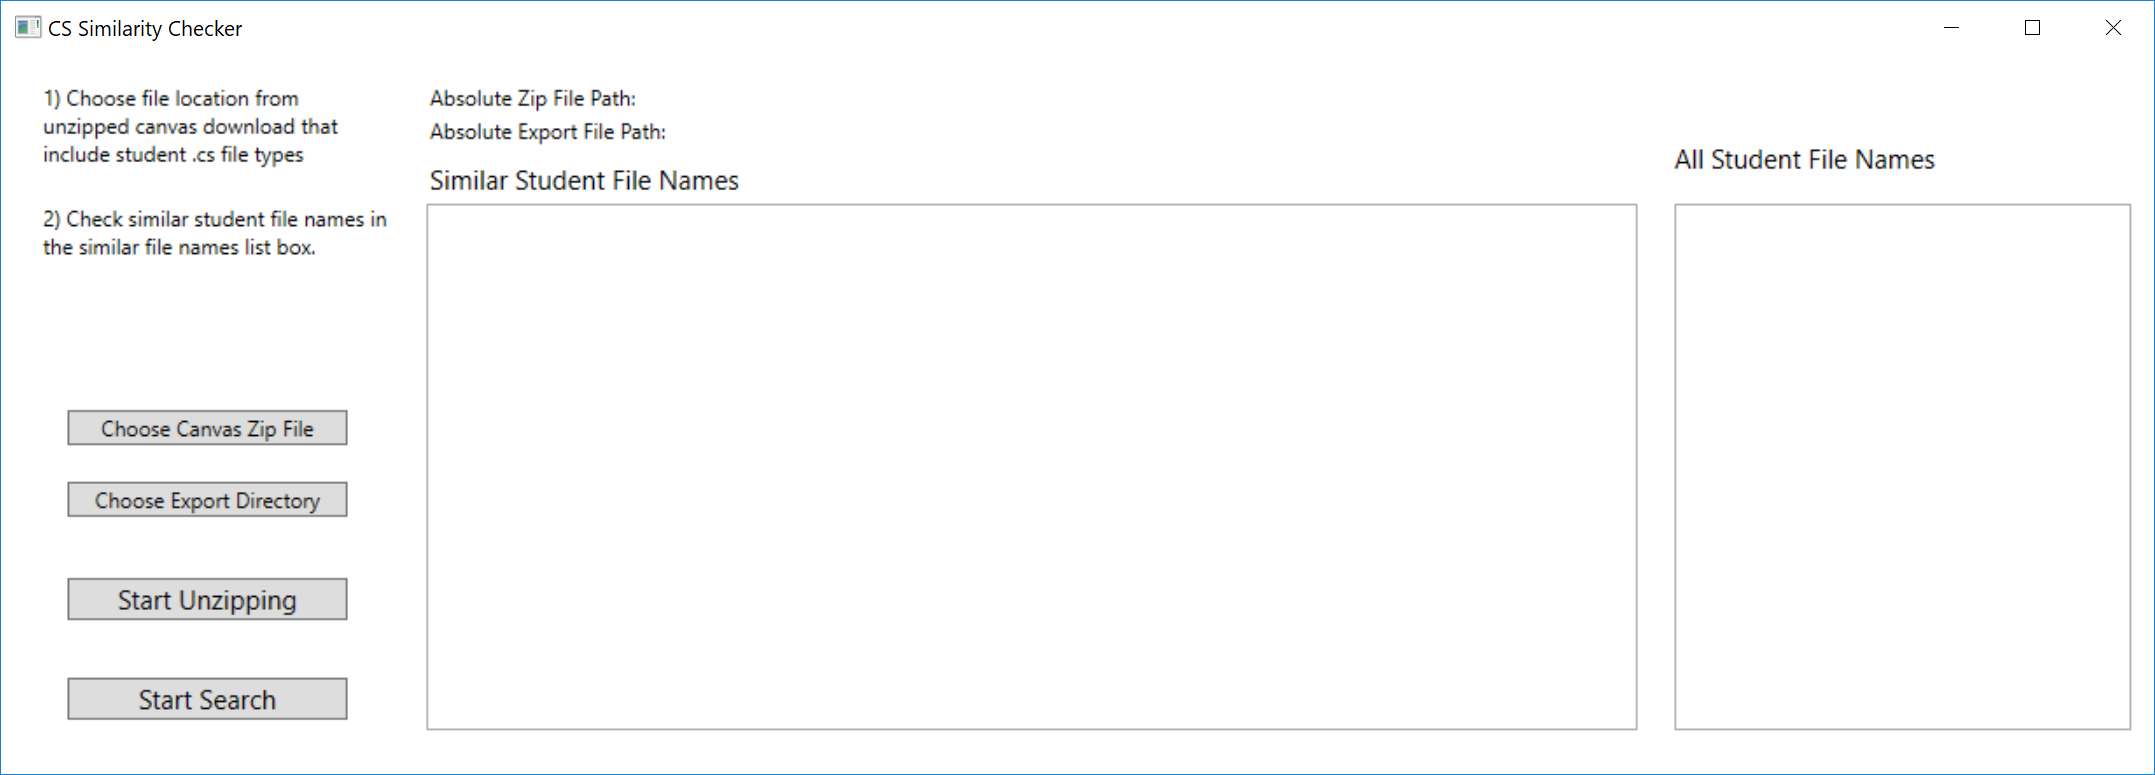 CS Similarity Checker
1) Choose file location from
unzipped canvas download that
include student .cs file types
2) Check similar student file names in
the similar file names list box.
Choose Canvas Zip File
Choose Export Directory
Start Unzipping
Start Search
Absolute Zip File Path:
Absolute Export File Path:
Similar Student File Names
All Student File Names